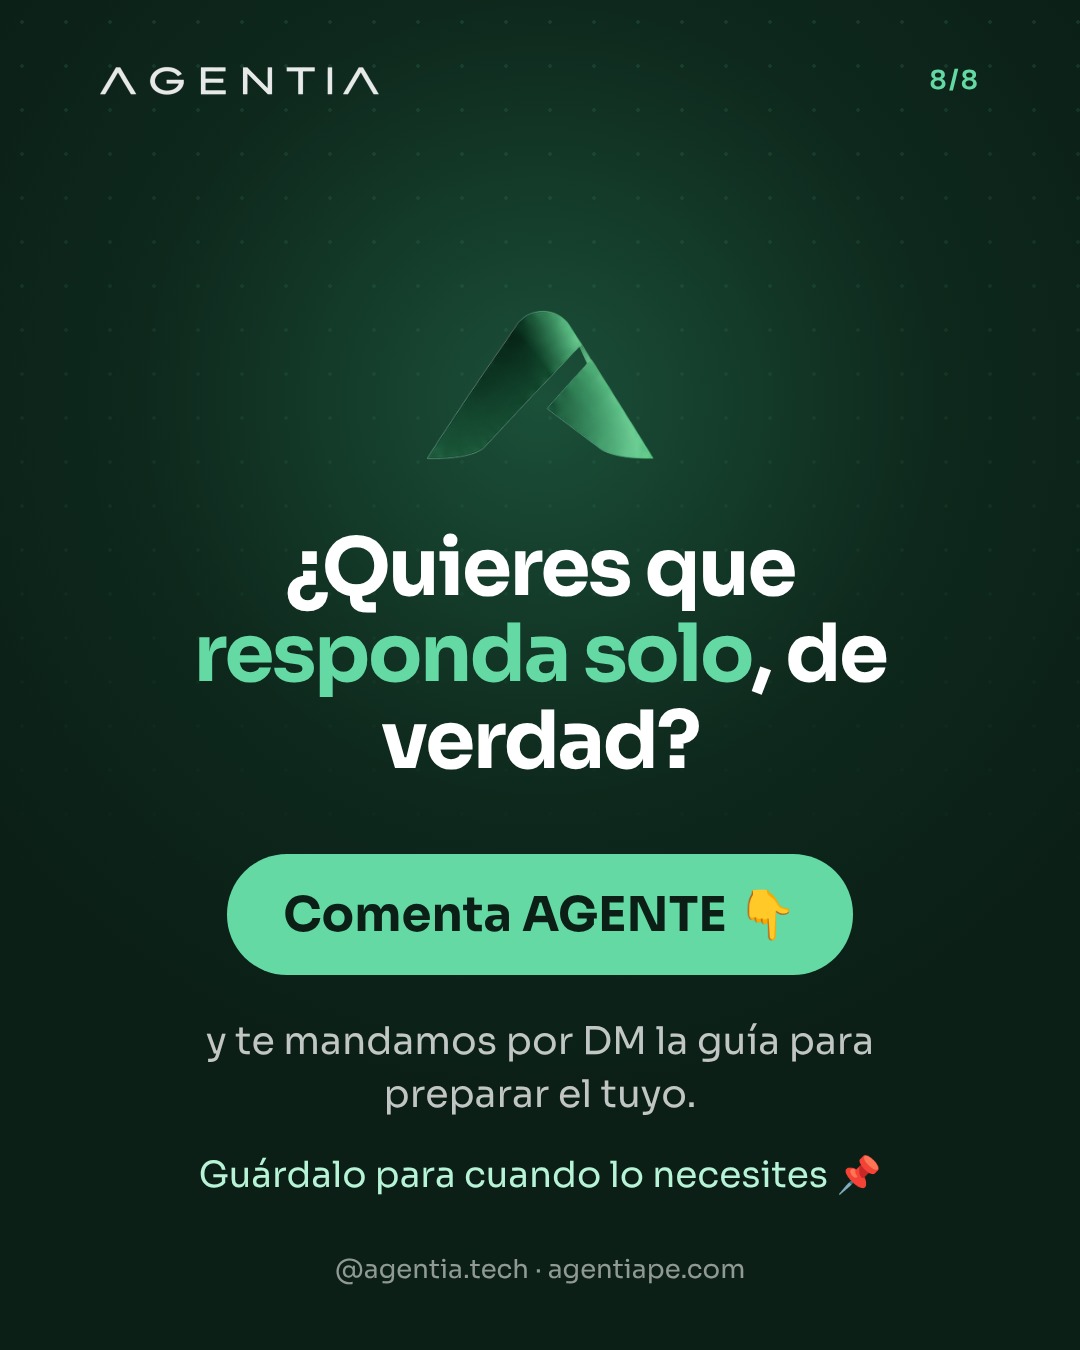 AGENTIA
8/8
¿Quieres que
responda solo, de
verdad?
Comenta AGENTE 👇
y te mandamos por DM la guía para
preparar el tuyo.
Guárdalo para cuando lo necesites 📌
@agentia.tech · agentiape.com